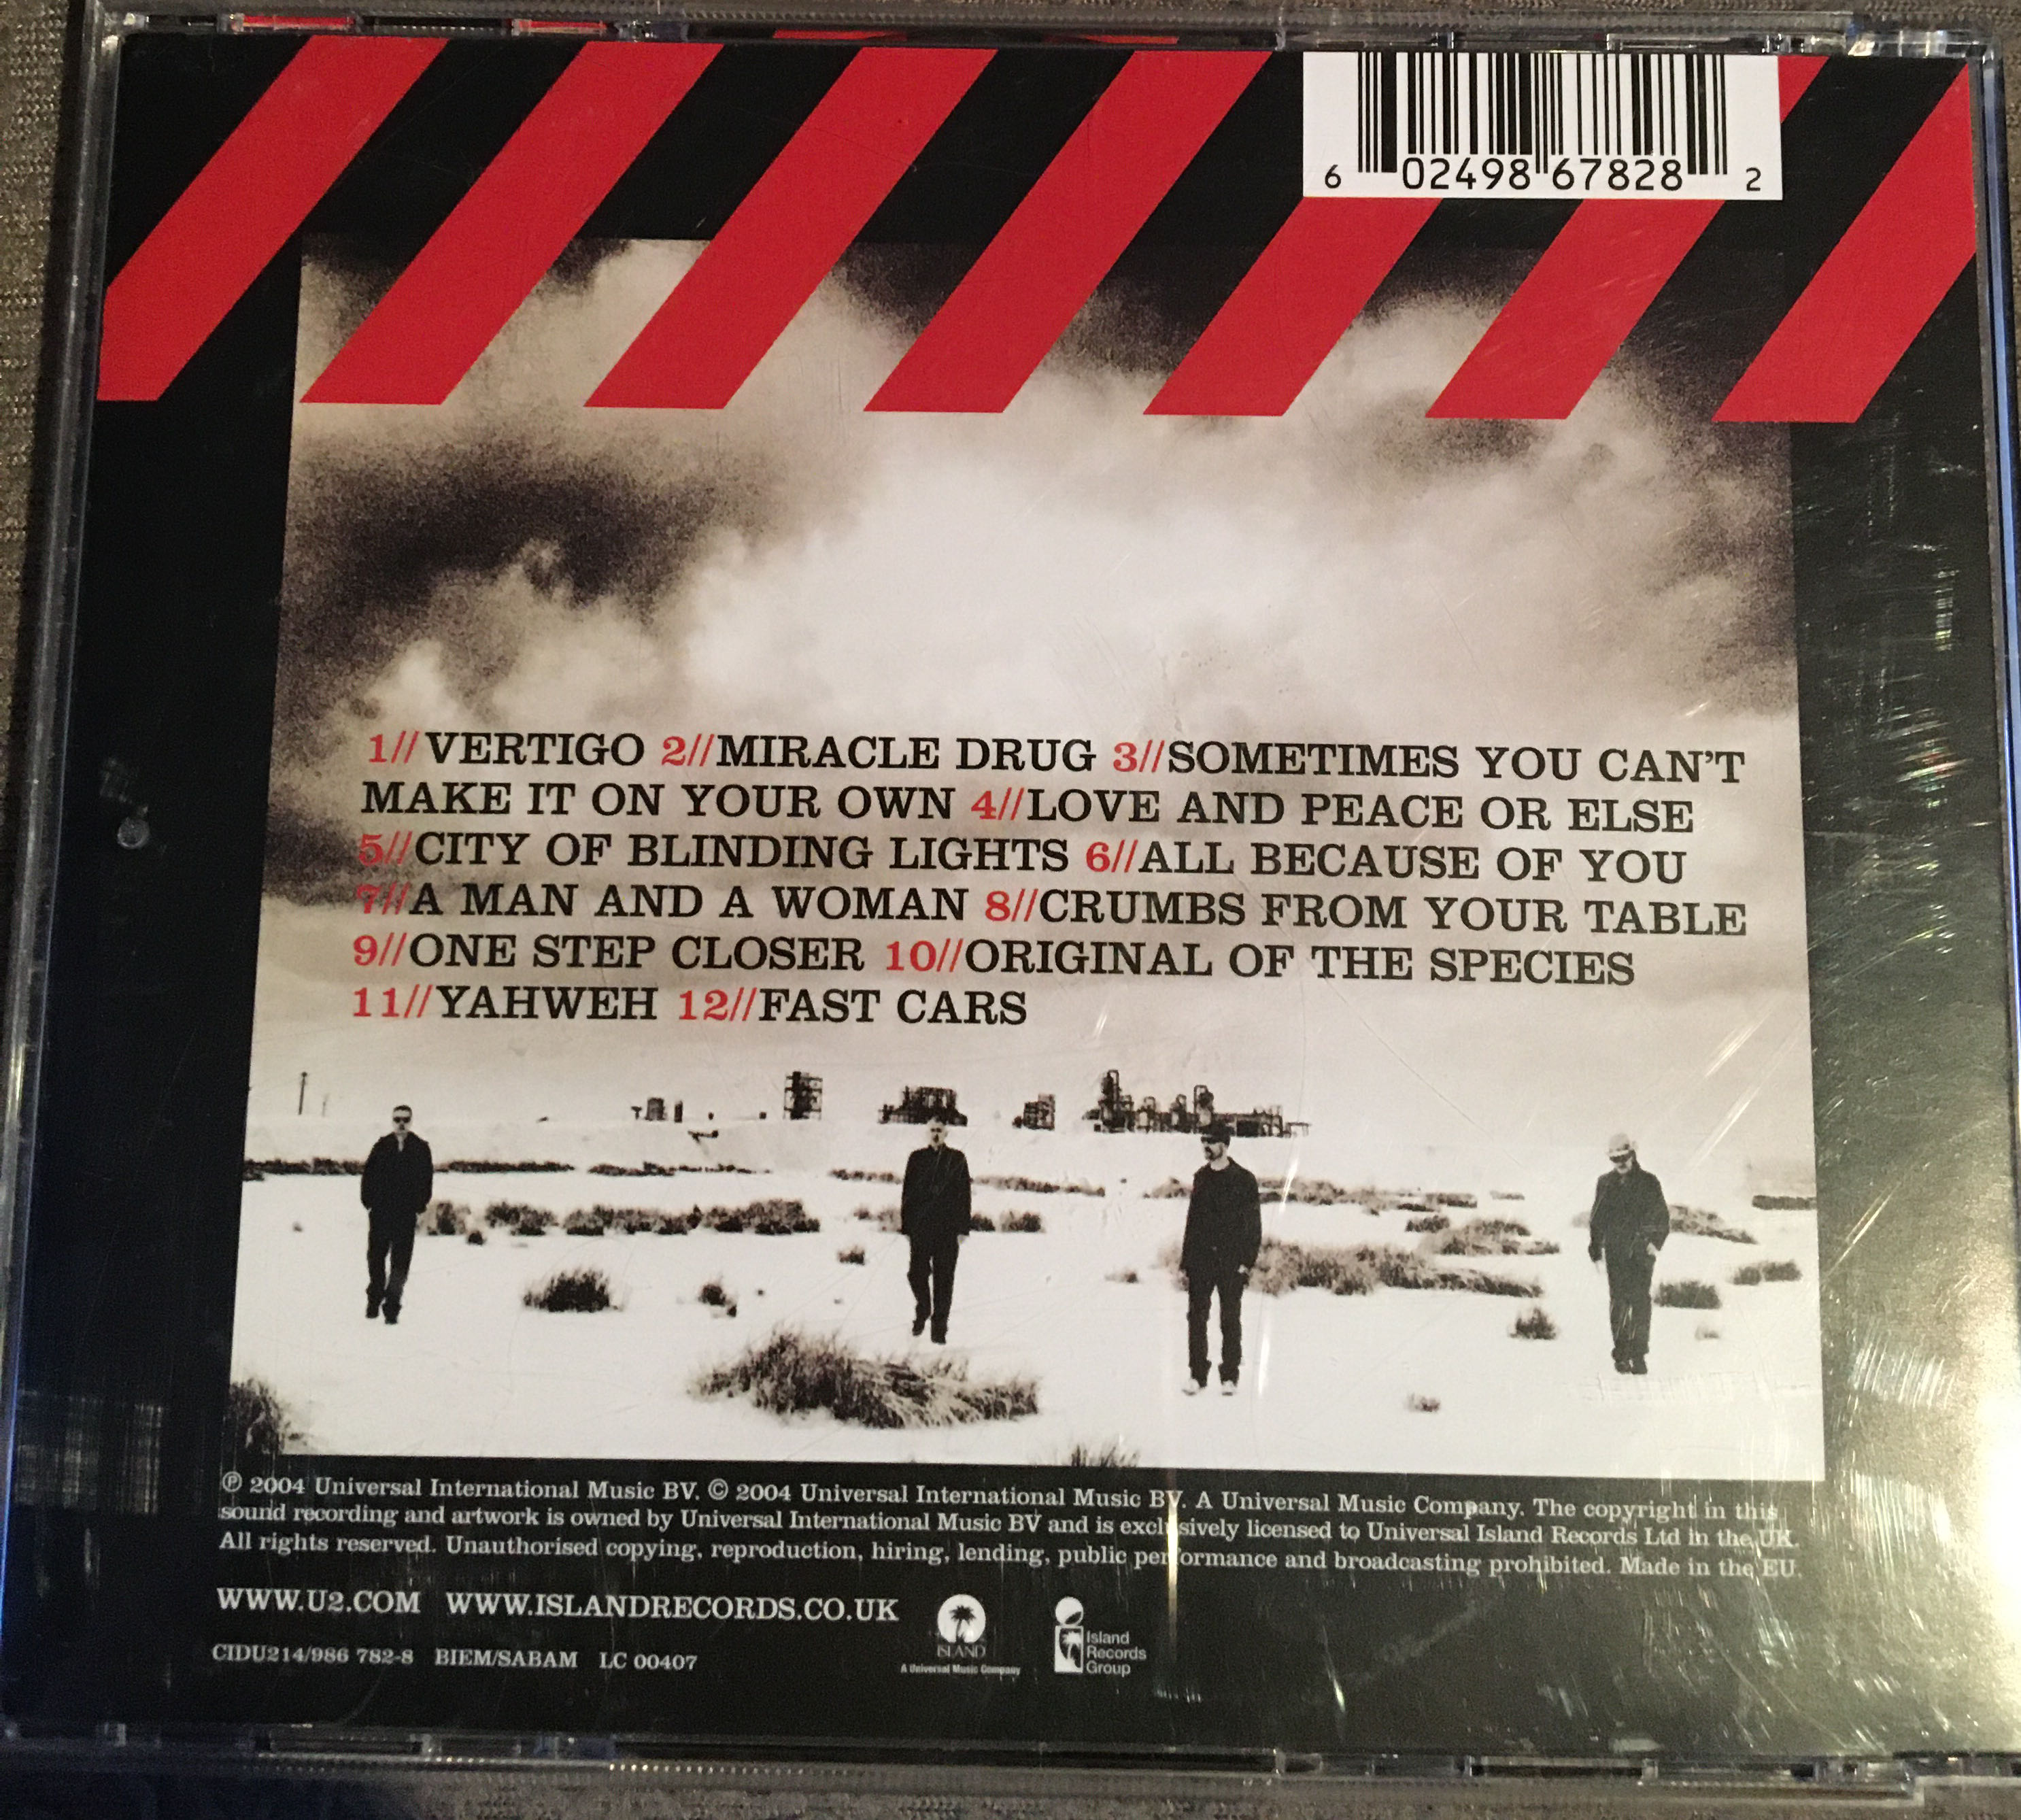 6 02498 67828 2
1//VERTIGO 2//MIRACLE DRUG 3//SOMETIMES YOU CAN'T
MAKE IT ON YOUR OWN 4//LOVE AND PEACE OR ELSE
5//CITY OF BLINDING LIGHTS 6//ALL BECAUSE OF YOU
7//A MAN AND A WOMAN 8//CRUMBS FROM YOUR TABLE
9//ONE STEP CLOSER 10//ORIGINAL OF THE SPECIES
11//YAHWEH 12//FAST CARS
℗ 2004 Universal International Music BV. © 2004 Universal International Music BV. A Universal Music Company. The copyright in this
sound recording and artwork is owned by Universal International Music BV and is exclusively licensed to Universal Island Records Ltd in the UK.
All rights reserved. Unauthorised copying, reproduction, hiring, lending, public performance and broadcasting prohibited. Made in the EU.
WWW.U2.COM WWW.ISLANDRECORDS.CO.UK
CIDU214/986 782-8 BIEM/SABAM LC 00407
ISLAND
A Universal Music Company
Island
Records
Group